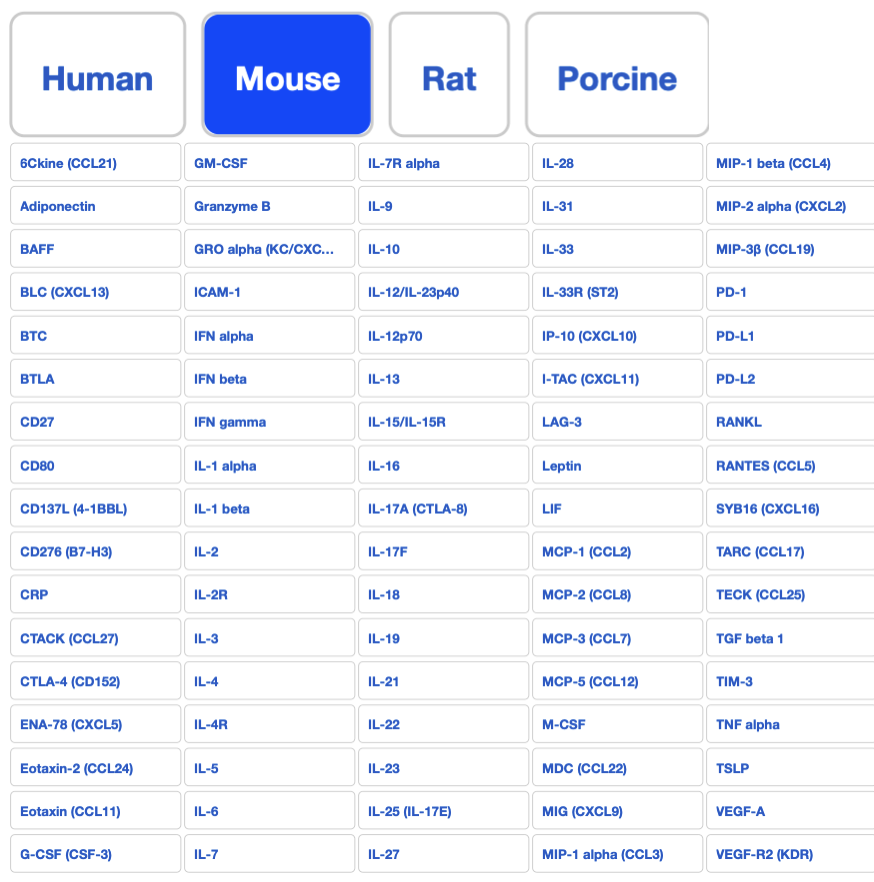 Human Mouse Rat Porcine
6Ckine (CCL21) GM-CSF IL-7R alpha IL-28 MIP-1 beta (CCL4)
Adiponectin Granzyme B IL-9 IL-31 MIP-2 alpha (CXCL2)
BAFF GRO alpha (KC/CXC... IL-10 IL-33 MIP-3β (CCL19)
BLC (CXCL13) ICAM-1 IL-12/IL-23p40 IL-33R (ST2) PD-1
BTC IFN alpha IL-12p70 IP-10 (CXCL10) PD-L1
BTLA IFN beta IL-13 I-TAC (CXCL11) PD-L2
CD27 IFN gamma IL-15/IL-15R LAG-3 RANKL
CD80 IL-1 alpha IL-16 Leptin RANTES (CCL5)
CD137L (4-1BBL) IL-1 beta IL-17A (CTLA-8) LIF SYB16 (CXCL16)
CD276 (B7-H3) IL-2 IL-17F MCP-1 (CCL2) TARC (CCL17)
CRP IL-2R IL-18 MCP-2 (CCL8) TECK (CCL25)
CTACK (CCL27) IL-3 IL-19 MCP-3 (CCL7) TGF beta 1
CTLA-4 (CD152) IL-4 IL-21 MCP-5 (CCL12) TIM-3
ENA-78 (CXCL5) IL-4R IL-22 M-CSF TNF alpha
Eotaxin-2 (CCL24) IL-5 IL-23 MDC (CCL22) TSLP
Eotaxin (CCL11) IL-6 IL-25 (IL-17E) MIG (CXCL9) VEGF-A
G-CSF (CSF-3) IL-7 IL-27 MIP-1 alpha (CCL3) VEGF-R2 (KDR)